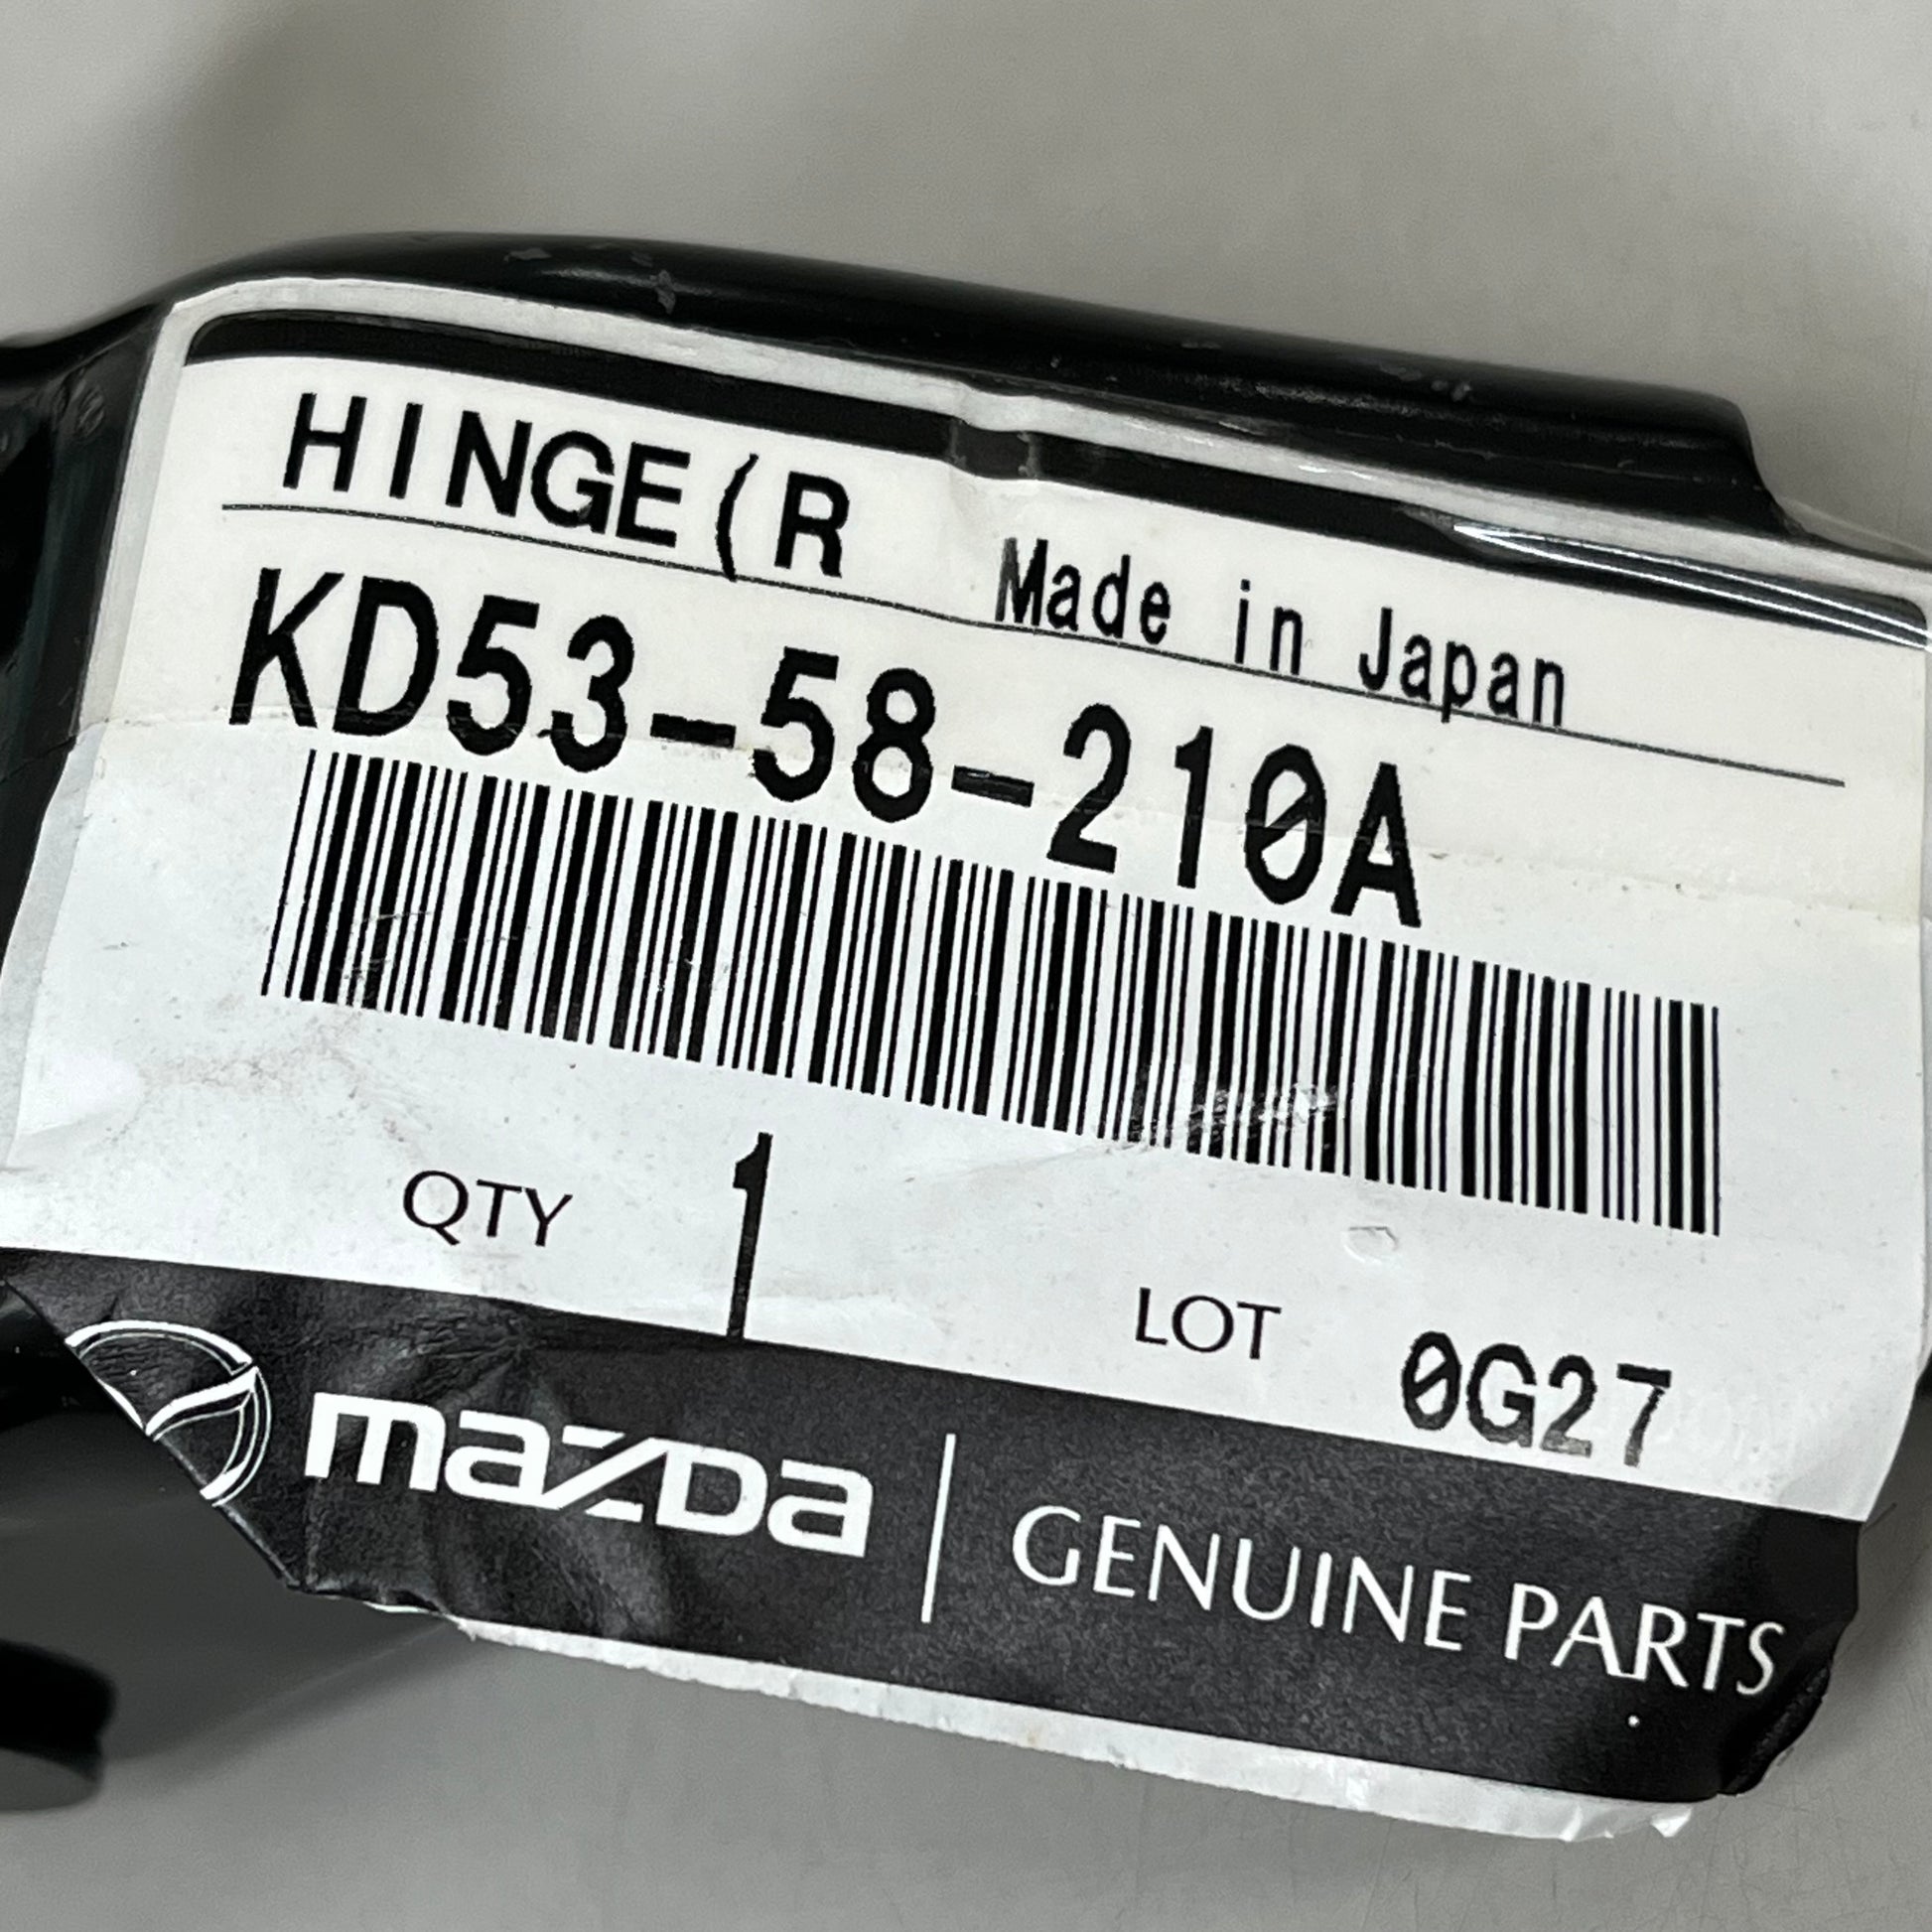 HINGE(R
Made in Japan
KD53-58-210A
QTY 1
LOT 0G27
mazda | GENUINE PARTS